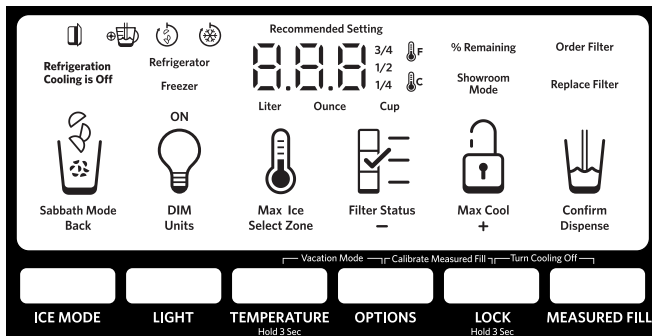 Recommended Setting
8.8.8.
3/4
1/2
1/4
F
C
% Remaining
Order Filter
Refrigeration
Cooling is Off
Refrigerator
Freezer
Showroom
Mode
Replace Filter
Liter Ounce Cup
ON
Sabbath Mode
Back
DIM
Units
Max Ice
Select Zone
Filter Status
–
Max Cool
+
Confirm
Dispense
Vacation Mode
Calibrate Measured Fill
Turn Cooling Off
ICE MODE
LIGHT
TEMPERATURE
Hold 3 Sec
OPTIONS
LOCK
Hold 3 Sec
MEASURED FILL